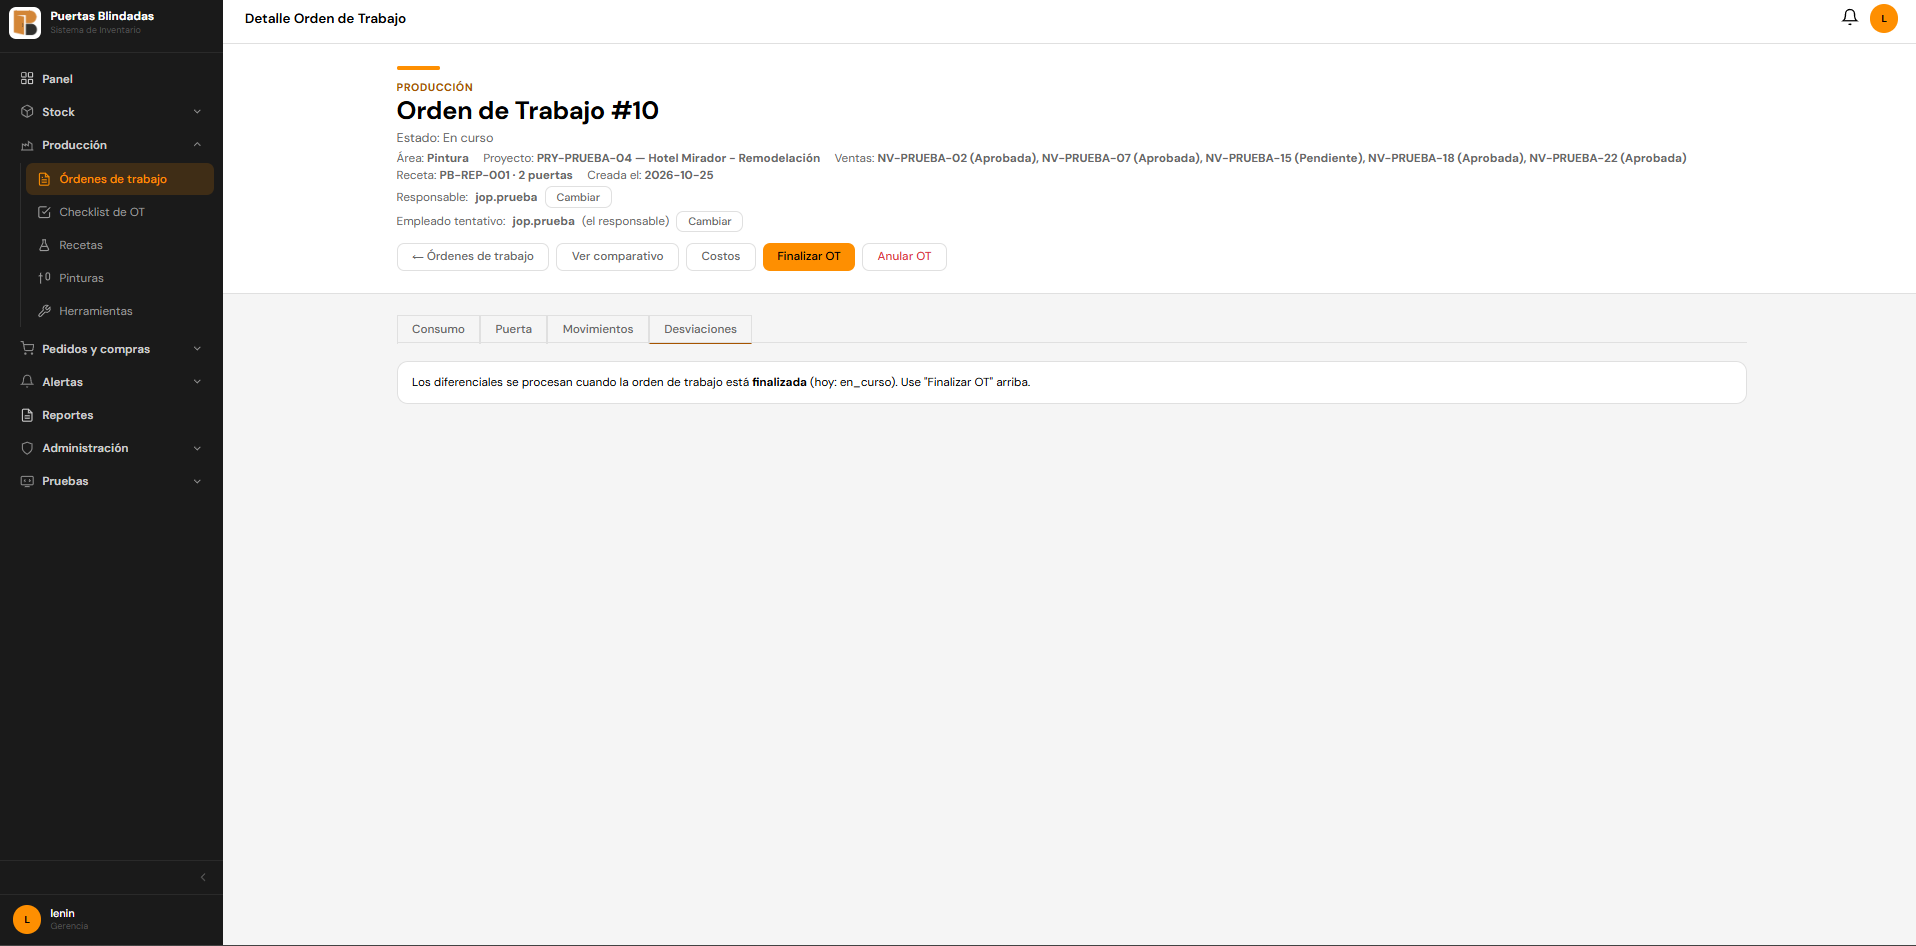 Puertas Blindadas
Sistema de Inventario
Panel
Stock
Producción
Órdenes de trabajo
Checklist de OT
Recetas
Pinturas
Herramientas
Pedidos y compras
Alertas
Reportes
Administración
Pruebas
L
lenin
Gerencia
Detalle Orden de Trabajo
L
PRODUCCIÓN
Orden de Trabajo #10
Estado: En curso
Área: Pintura Proyecto: PRY-PRUEBA-04 — Hotel Mirador - Remodelación Ventas: NV-PRUEBA-02 (Aprobada), NV-PRUEBA-07 (Aprobada), NV-PRUEBA-15 (Pendiente), NV-PRUEBA-18 (Aprobada), NV-PRUEBA-22 (Aprobada)
Receta: PB-REP-001 · 2 puertas Creada el: 2026-10-25
Responsable: jop.prueba Cambiar
Empleado tentativo: jop.prueba (el responsable) Cambiar
← Órdenes de trabajo Ver comparativo Costos Finalizar OT Anular OT
Consumo Puerta Movimientos Desviaciones
Los diferenciales se procesan cuando la orden de trabajo está finalizada (hoy: en_curso). Use "Finalizar OT" arriba.